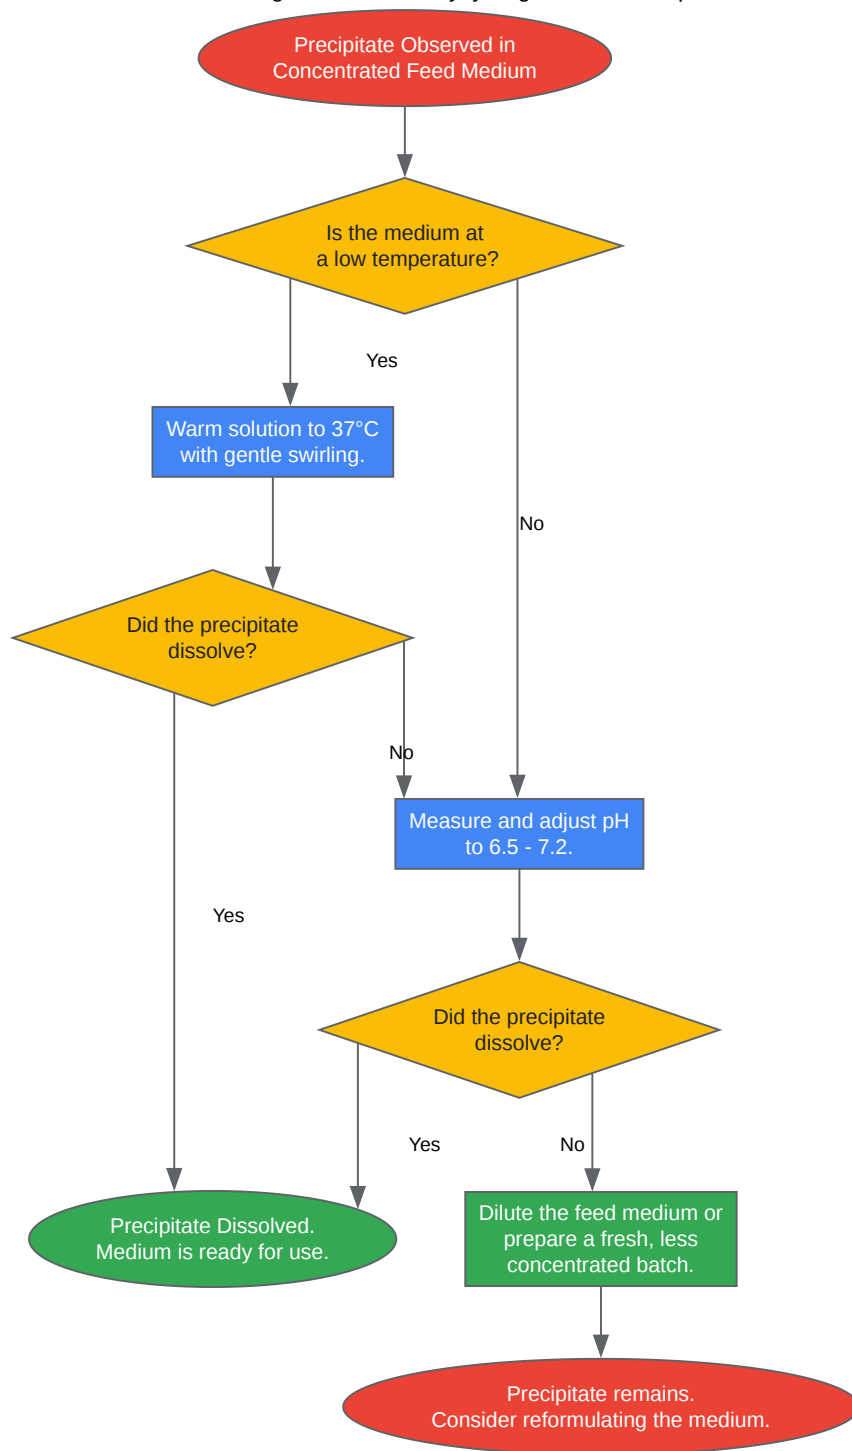 Precipitate Observed in
Concentrated Feed Medium
Is the medium at
a low temperature?
Yes
Warm solution to 37°C
with gentle swirling.
No
Did the precipitate
dissolve?
No
Measure and adjust pH
to 6.5 - 7.2.
Yes
Did the precipitate
dissolve?
Yes
No
Precipitate Dissolved.
Medium is ready for use.
Dilute the feed medium or
prepare a fresh, less
concentrated batch.
Precipitate remains.
Consider reformulating the medium.